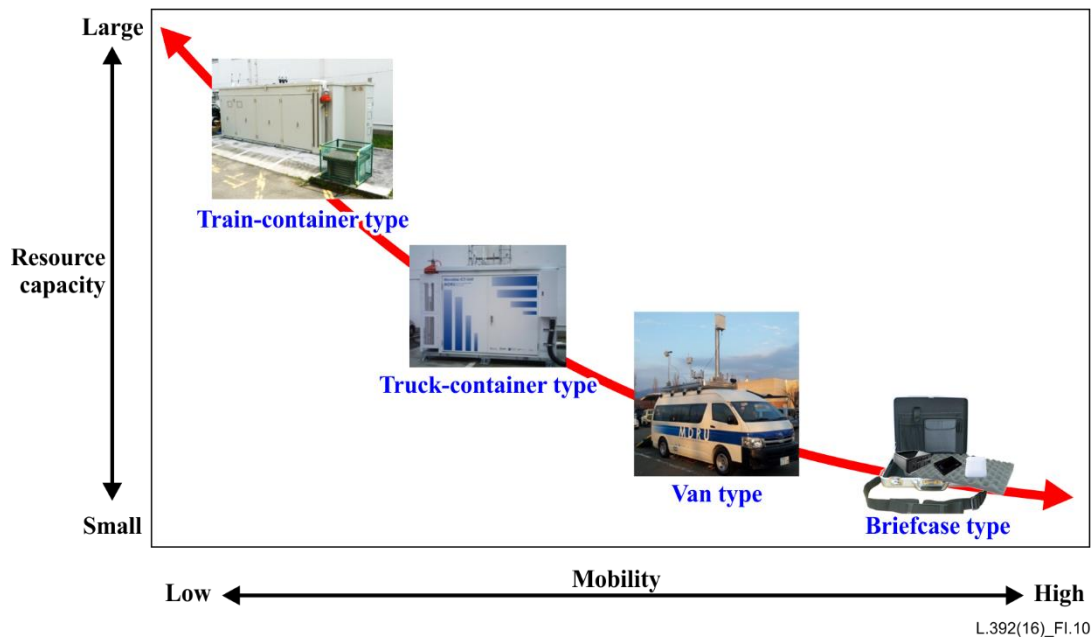 Large
Resource
capacity
Small
Train-container type
Truck-container type
MDRU
Van type
Briefcase type
Low
Mobility
High
L.392(16)_FI.10